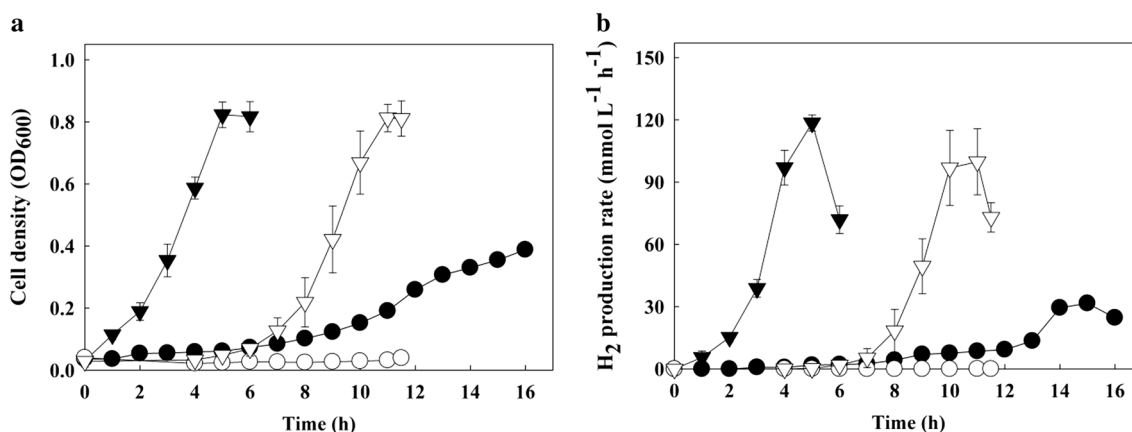 a
1.0
0.8
0.6
0.4
0.2
0.0
Cell density (OD600)
0 2 4 6 8 10 12 14 16
Time (h)
b
150
120
90
60
30
0
H2 production rate (mmol L-1 h-1)
0 2 4 6 8 10 12 14 16
Time (h)